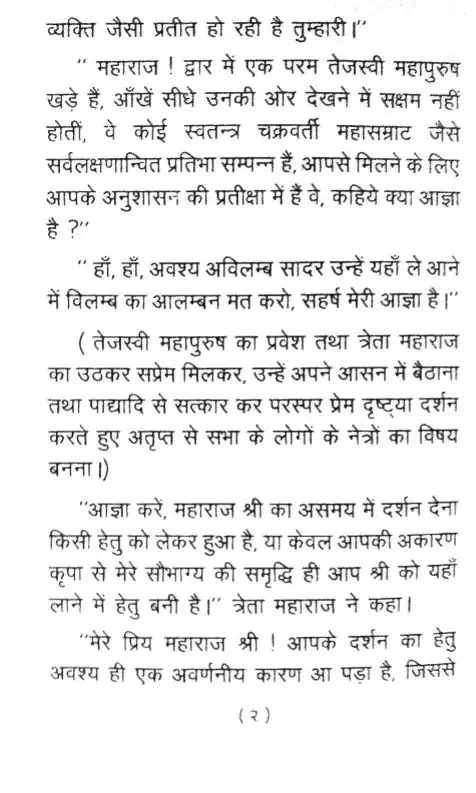 व्यक्ति जैसी प्रतीत हो रही है तुम्हारी।''
'' महाराज ! द्वार में एक परम तेजस्वी महापुरुष
खड़े हैं, आँखें सीधे उनकी ओर देखने में सक्षम नहीं
होतीं, वे कोई स्वतन्त्र चक्रवर्ती महासम्राट जैसे
सर्वलक्षणान्वित प्रतिभा सम्पन्न हैं, आपसे मिलने के लिए
आपके अनुशासन की प्रतीक्षा में हैं वे, कहिये क्या आज्ञा
है ?''
'' हाँ, हाँ, अवश्य अविलम्ब सादर उन्हें यहाँ ले आने
में विलम्ब का आलम्बन मत करो, सहर्ष मेरी आज्ञा है।''
( तेजस्वी महापुरुष का प्रवेश तथा त्रेता महाराज
का उठकर सप्रेम मिलकर, उन्हें अपने आसन में बैठाना
तथा पाद्यादि से सत्कार कर परस्पर प्रेम दृष्ट्या दर्शन
करते हुए अतृप्त से सभा के लोगों के नेत्रों का विषय
बनना।)
''आज्ञा करें, महाराज श्री का असमय में दर्शन देना
किसी हेतु को लेकर हुआ है, या केवल आपकी अकारण
कृपा से मेरे सौभाग्य की समृद्धि ही आप श्री को यहाँ
लाने में हेतु बनी है।'' त्रेता महाराज ने कहा।
''मेरे प्रिय महाराज श्री ! आपके दर्शन का हेतु
अवश्य ही एक अवर्णनीय कारण आ पड़ा है, जिससे
(२)